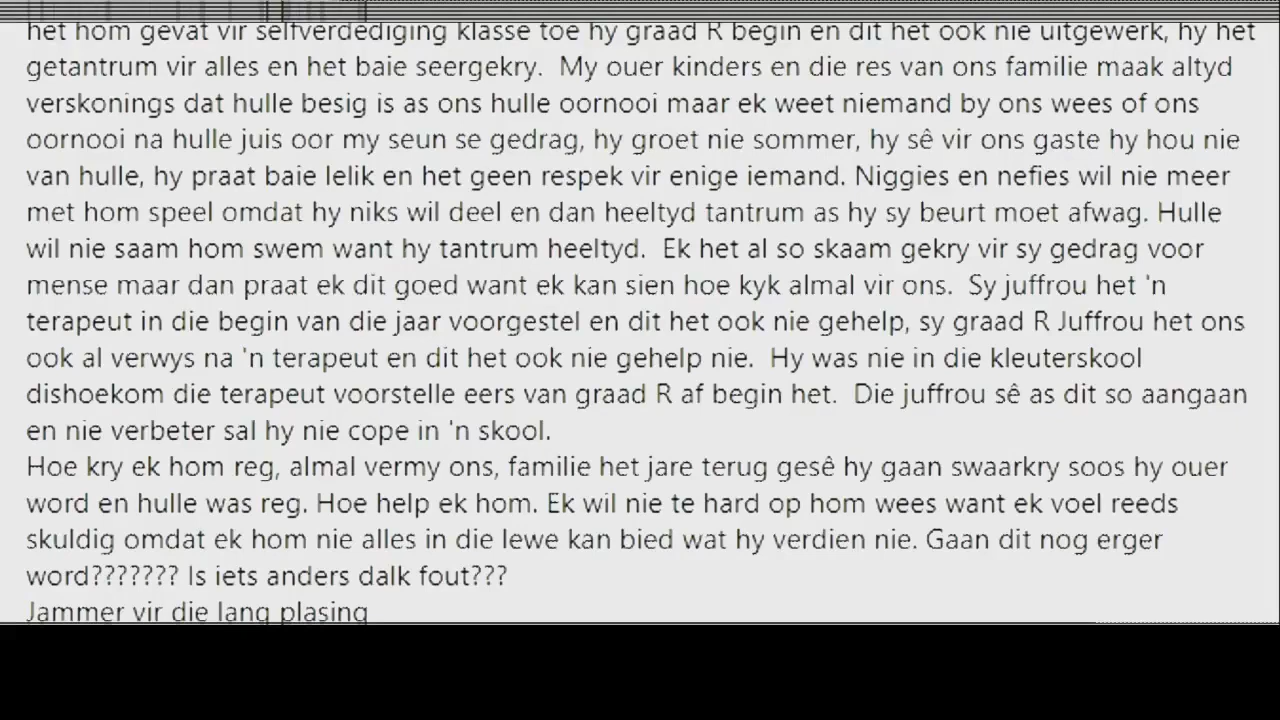 het hom gevat vir selfverdediging klasse toe hy graad R begin en dit het ook nie uitgewerk, hy het
getantrum vir alles en het baie seergekry.  My ouer kinders en die res van ons familie maak altyd
verskonings dat hulle besig is as ons hulle oornooi maar ek weet niemand by ons wees of ons
oornooi na hulle juis oor my seun se gedrag, hy groet nie sommer, hy sê vir ons gaste hy hou nie
van hulle, hy praat baie lelik en het geen respek vir enige iemand. Niggies en nefies wil nie meer
met hom speel omdat hy niks wil deel en dan heeltyd tantrum as hy sy beurt moet afwag. Hulle
wil nie saam hom swem want hy tantrum heeltyd.  Ek het al so skaam gekry vir sy gedrag voor
mense maar dan praat ek dit goed want ek kan sien hoe kyk almal vir ons.  Sy juffrou het 'n
terapeut in die begin van die jaar voorgestel en dit het ook nie gehelp, sy graad R Juffrou het ons
ook al verwys na 'n terapeut en dit het ook nie gehelp nie.  Hy was nie in die kleuterskool
dishoekom die terapeut voorstelle eers van graad R af begin het.  Die juffrou sê as dit so aangaan
en nie verbeter sal hy nie cope in 'n skool.
Hoe kry ek hom reg, almal vermy ons, familie het jare terug gesê hy gaan swaarkry soos hy ouer
word en hulle was reg. Hoe help ek hom. Ek wil nie te hard op hom wees want ek voel reeds
skuldig omdat ek hom nie alles in die lewe kan bied wat hy verdien nie. Gaan dit nog erger
word??????? Is iets anders dalk fout???
Jammer vir die lang plasing